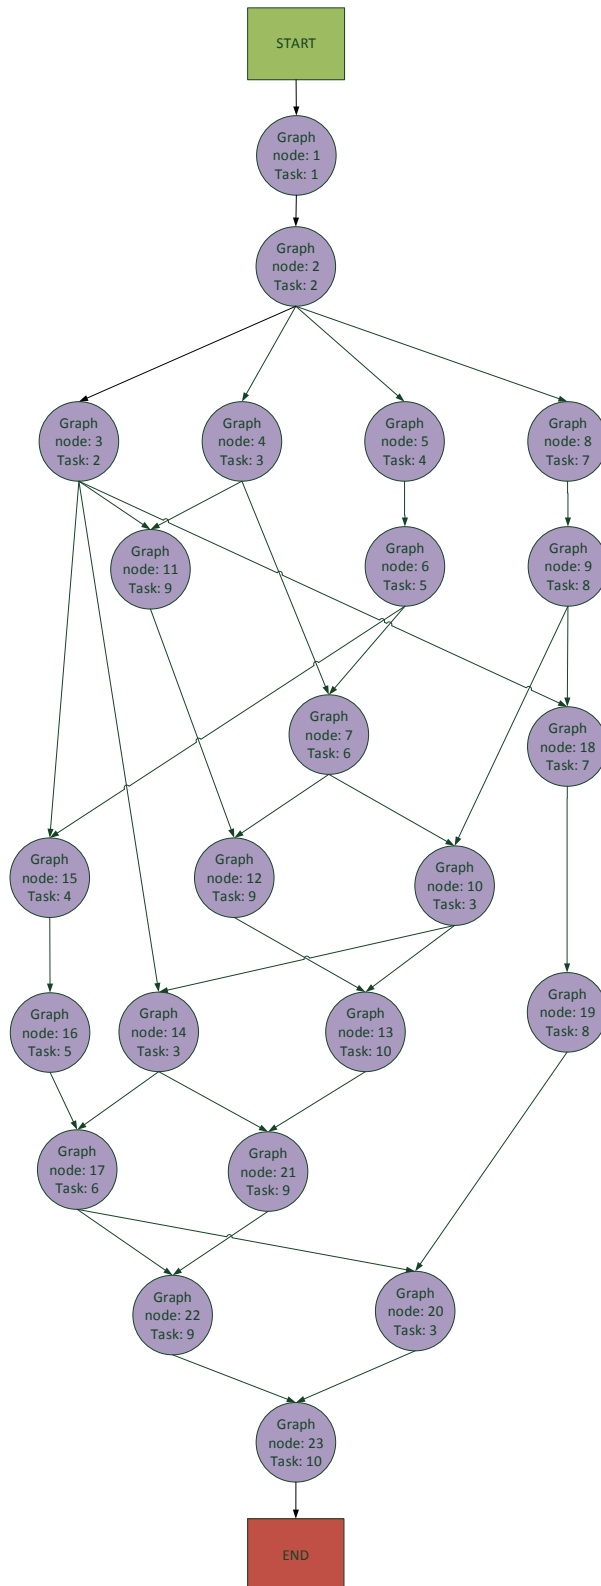 START
Graph
node: 1
Task: 1
Graph
node: 2
Task: 2
Graph
node: 3
Task: 2
Graph
node: 4
Task: 3
Graph
node: 5
Task: 4
Graph
node: 8
Task: 7
Graph
node: 11
Task: 9
Graph
node: 6
Task: 5
Graph
node: 9
Task: 8
Graph
node: 7
Task: 6
Graph
node: 18
Task: 7
Graph
node: 15
Task: 4
Graph
node: 12
Task: 9
Graph
node: 10
Task: 3
Graph
node: 16
Task: 5
Graph
node: 14
Task: 3
Graph
node: 13
Task: 10
Graph
node: 19
Task: 8
Graph
node: 17
Task: 6
Graph
node: 21
Task: 9
Graph
node: 22
Task: 9
Graph
node: 20
Task: 3
Graph
node: 23
Task: 10
END